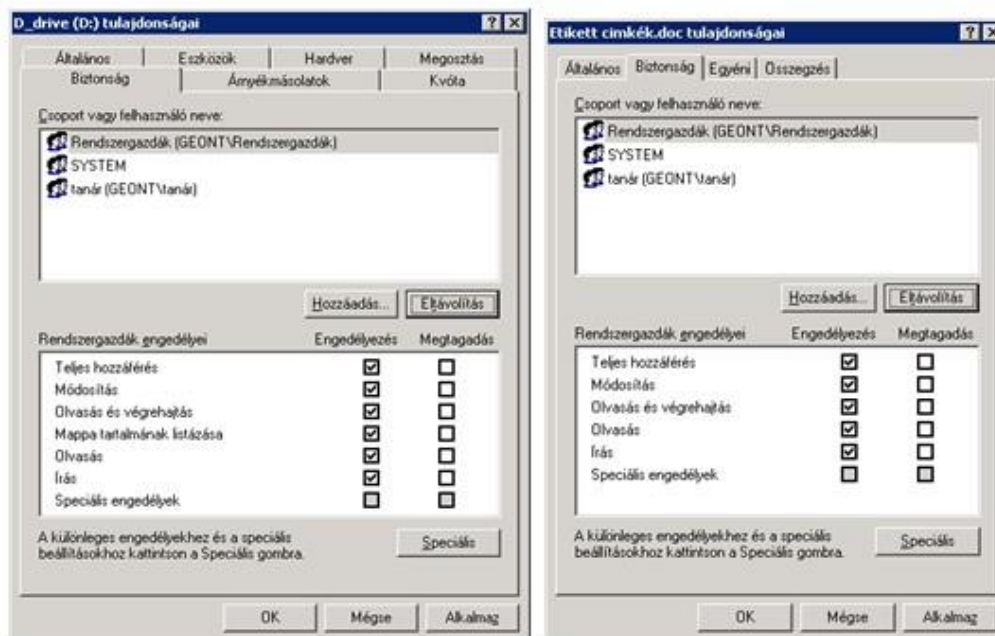 D_drive (D:) tulajdonságai
Általános Eszközök Hardver Megosztás
Biztonság Árnyékmásolatok Kvóta
Csoport vagy felhasználó neve:
Rendszergazdák (GEONT\Rendszergazdák)
SYSTEM
tanár (GEONT\tanár)
Hozzáadás... Eltávolítás
Rendszergazdák engedélyei Engedélyezés Megtagadás
Teljes hozzáférés
Módosítás
Olvasás és végrehajtás
Mappa tartalmának listázása
Olvasás
Írás
Speciális engedélyek
A különleges engedélyekhez és a speciális
beállításokhoz kattintson a Speciális gombra.
Speciális
OK Mégse Alkalmaz
Etikett cimkék.doc tulajdonságai
Általános Biztonság Egyéni Összegzés
Csoport vagy felhasználó neve:
Rendszergazdák (GEONT\Rendszergazdák)
SYSTEM
tanár (GEONT\tanár)
Hozzáadás... Eltávolítás
Rendszergazdák engedélyei Engedélyezés Megtagadás
Teljes hozzáférés
Módosítás
Olvasás és végrehajtás
Olvasás
Írás
Speciális engedélyek
A különleges engedélyekhez és a speciális
beállításokhoz kattintson a Speciális gombra.
Speciális
OK Mégse Alkalmaz